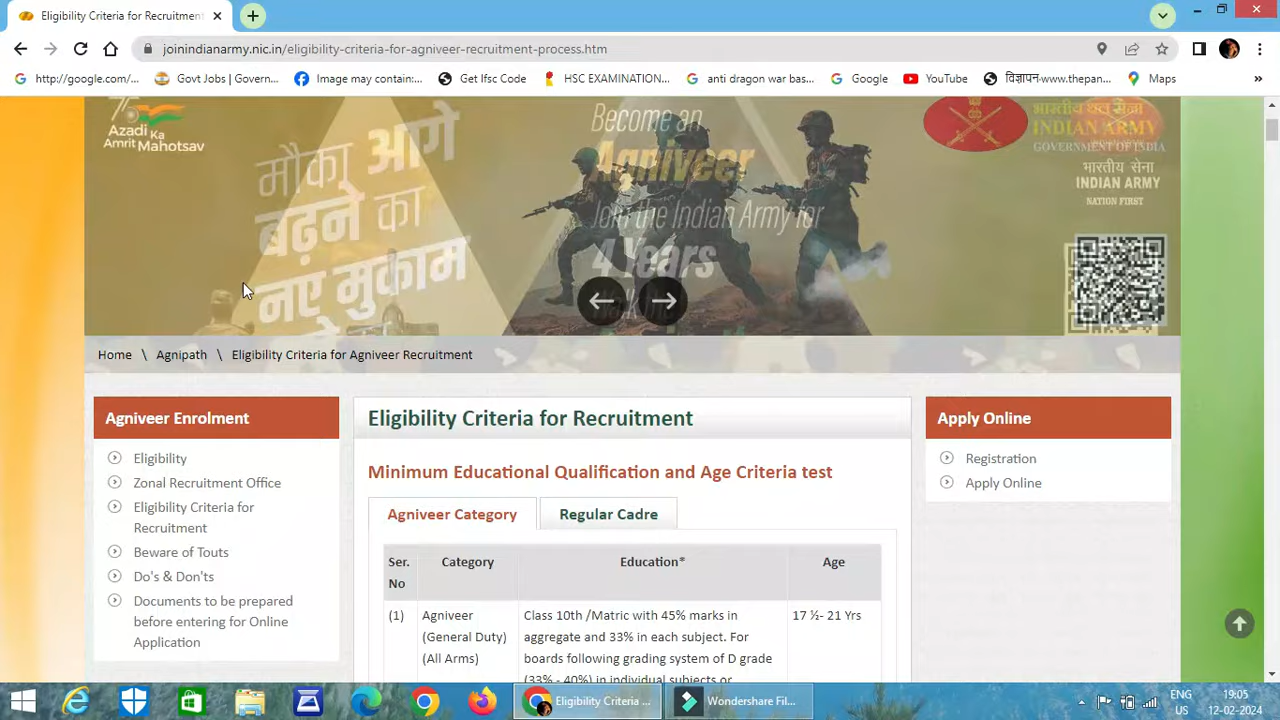 Eligibility Criteria for Recruitment
joinindianarmy.nic.in/eligibility-criteria-for-agniveer-recruitment-process.htm
http://google.com/... Govt Jobs | Govern... Image may contain:... Get Ifsc Code HSC EXAMINATION... anti dragon war bas... Google YouTube विज्ञापन-www.thepan... Maps »
75
Azadi Ka
Amrit Mahotsav
मौका आगे
बढ़ने का
नए मुकाम
Become an
Agniveer
Join the Indian Army for
4 Years
भारतीय थल सेना
INDIAN ARMY
GOVERNMENT OF INDIA
भारतीय सेना
INDIAN ARMY
NATION FIRST
Home \ Agnipath \ Eligibility Criteria for Agniveer Recruitment
Agniveer Enrolment
Eligibility
Zonal Recruitment Office
Eligibility Criteria for
Recruitment
Beware of Touts
Do's & Don'ts
Documents to be prepared
before entering for Online
Application
Eligibility Criteria for Recruitment
Minimum Educational Qualification and Age Criteria test
Agniveer Category Regular Cadre
Ser. No Category Education* Age
(1) Agniveer Class 10th /Matric with 45% marks in 17 ½- 21 Yrs
(General Duty) aggregate and 33% in each subject. For
(All Arms) boards following grading system of D grade
(33% - 40%) in individual subjects or
Apply Online
Registration
Apply Online
Eligibility Criteria ... Wondershare Fil...
ENG 19:05
US 12-02-2024